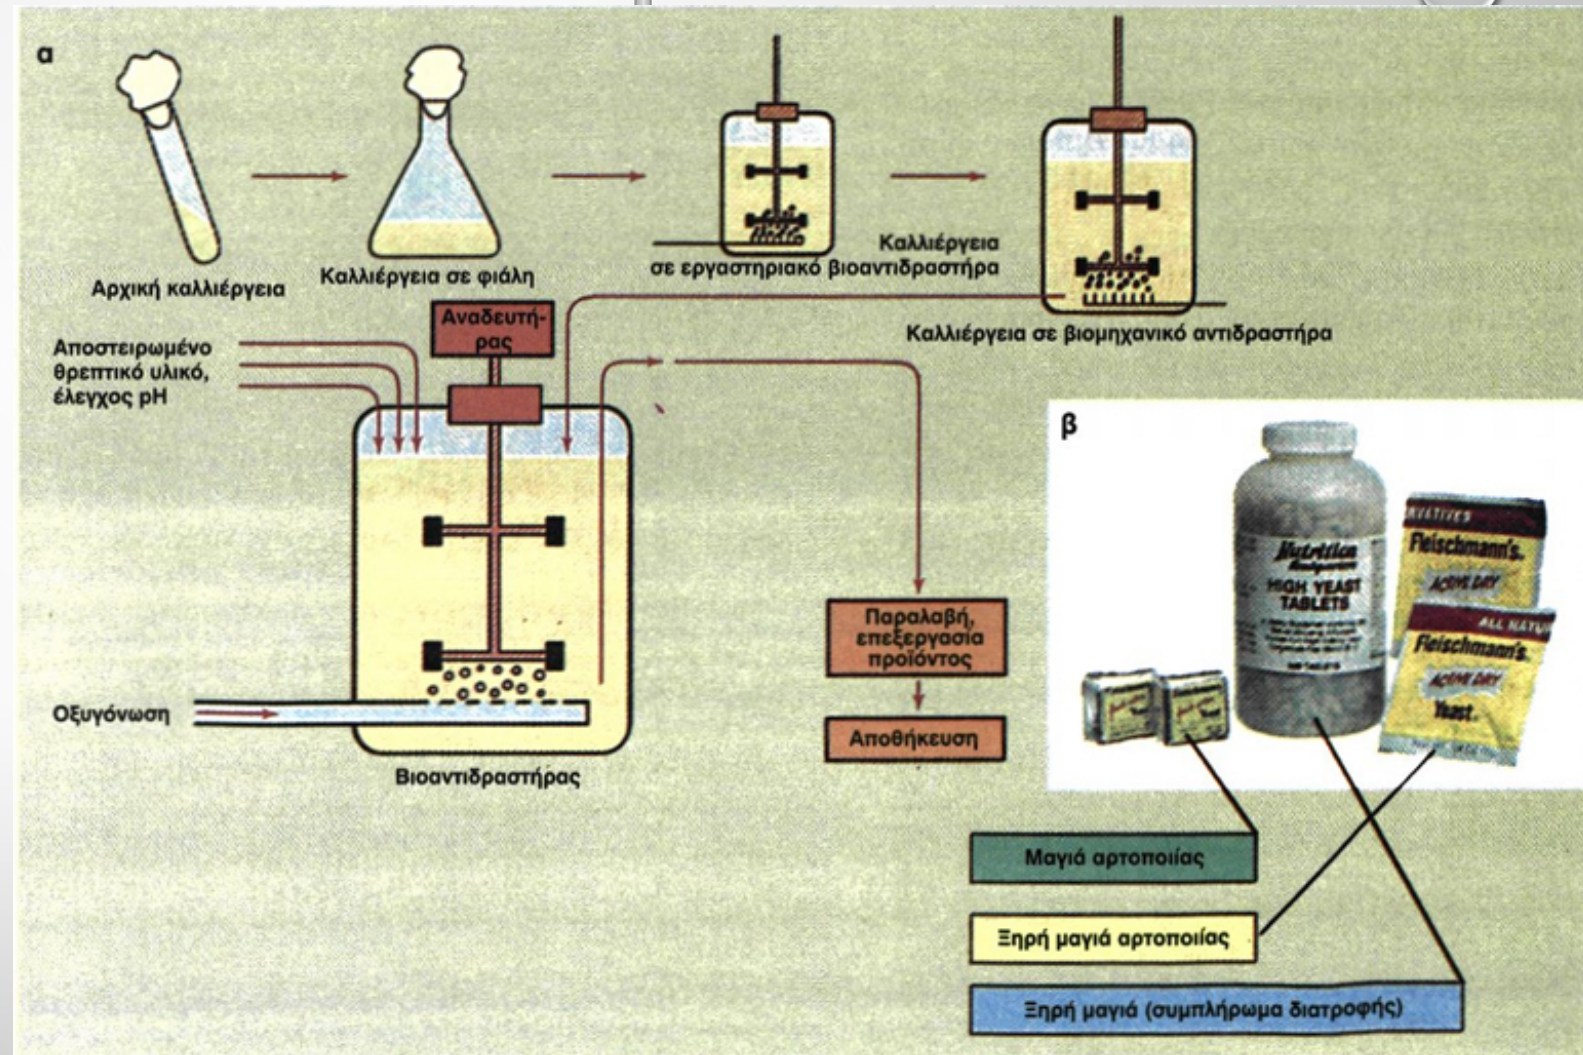 α
Αρχική καλλιέργεια
Καλλιέργεια σε φιάλη
Καλλιέργεια
σε εργαστηριακό βιοαντιδραστήρα
Καλλιέργεια σε βιομηχανικό αντιδραστήρα
Αναδευτή-
ρας
Αποστειρωμένο
θρεπτικό υλικό,
έλεγχος pH
Οξυγόνωση
Βιοαντιδραστήρας
Παραλαβή,
επεξεργασία
προϊόντος
Αποθήκευση
β
Nutrition
HIGH YEAST
TABLETS
Fleischmann's
ACTIVE DRY
ALL NATU
Fleischmann's
ACTIVE DRY
Yeast
Μαγιά αρτοποιίας
Ξηρή μαγιά αρτοποιίας
Ξηρή μαγιά (συμπλήρωμα διατροφής)